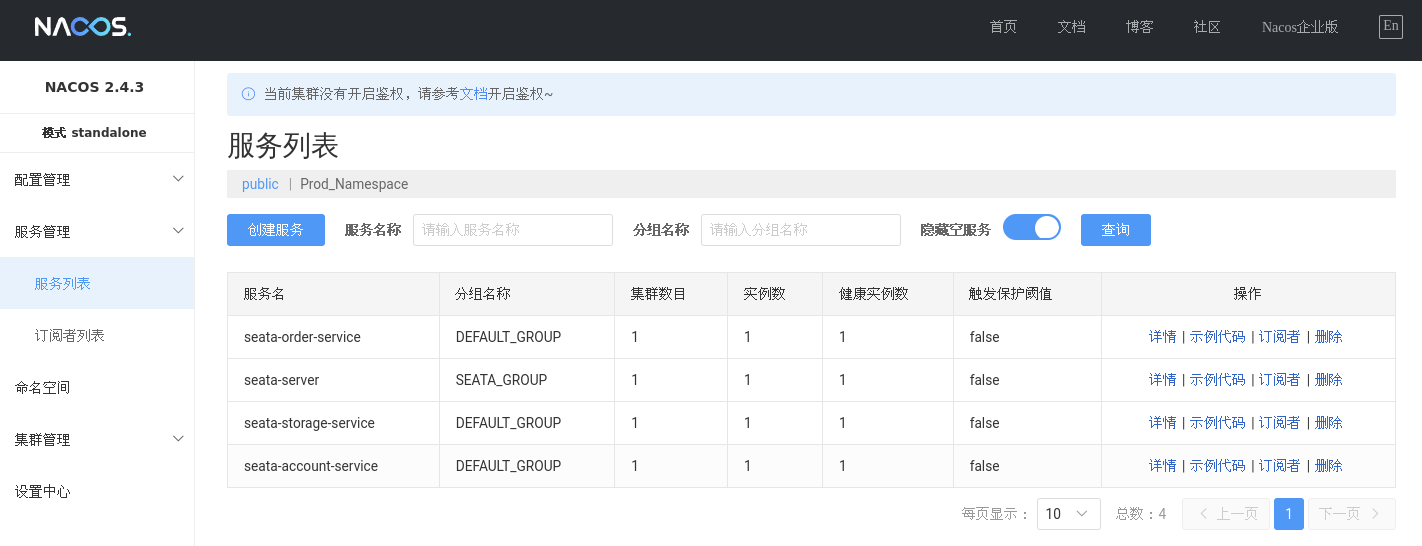 NACOS.
首页 文档 博客 社区 Nacos企业版 En
NACOS 2.4.3
模式 standalone
配置管理
服务管理
服务列表
订阅者列表
命名空间
集群管理
设置中心
当前集群没有开启鉴权，请参考文档开启鉴权~
服务列表
public | Prod_Namespace
创建服务 服务名称 请输入服务名称 分组名称 请输入分组名称 隐藏空服务 查询
服务名 分组名称 集群数目 实例数 健康实例数 触发保护阈值 操作
seata-order-service DEFAULT_GROUP 1 1 1 false 详情 | 示例代码 | 订阅者 | 删除
seata-server SEATA_GROUP 1 1 1 false 详情 | 示例代码 | 订阅者 | 删除
seata-storage-service DEFAULT_GROUP 1 1 1 false 详情 | 示例代码 | 订阅者 | 删除
seata-account-service DEFAULT_GROUP 1 1 1 false 详情 | 示例代码 | 订阅者 | 删除
每页显示： 10 总数：4 上一页 1 下一页